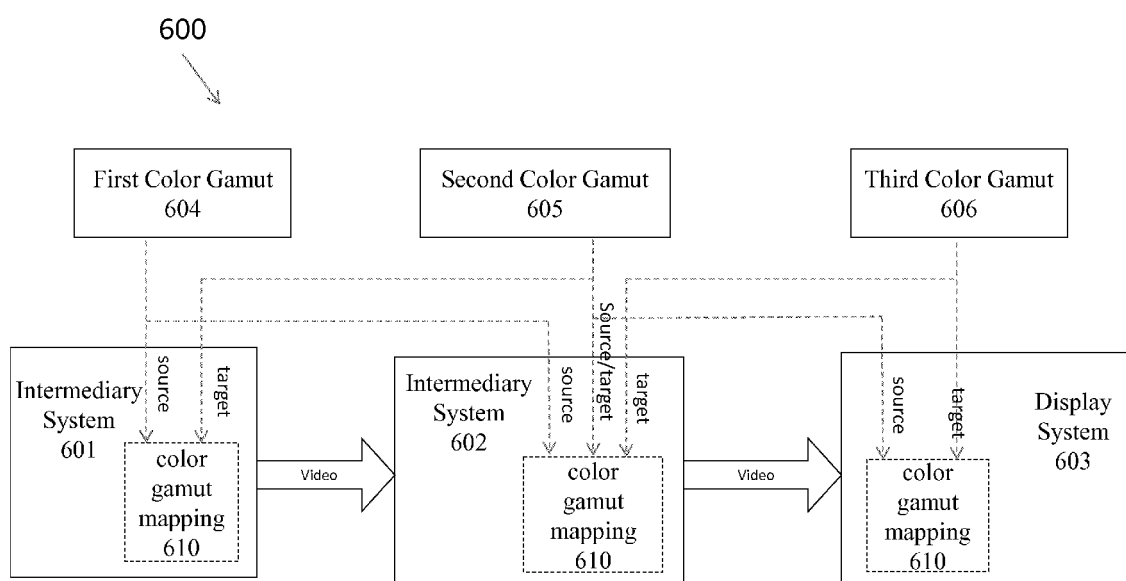 600
First Color Gamut
604
Second Color Gamut
605
Third Color Gamut
606
Intermediary
System
601
source
target
color
gamut
mapping
610
Video
Intermediary
System
602
source
Source/target
target
color
gamut
mapping
610
Video
source
target
Display
System
603
color
gamut
mapping
610